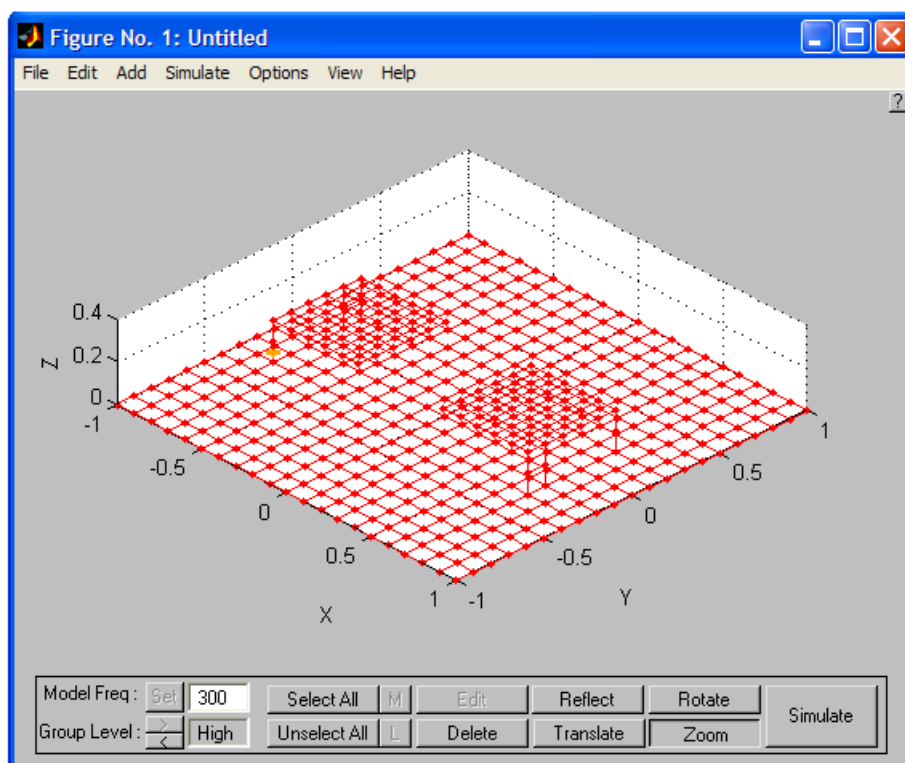 Figure No. 1: Untitled
File Edit Add Simulate Options View Help
?
0.4
0.2
0
Z
-1
-0.5
0
0.5
1
X
-1
-0.5
0
0.5
1
Y
Model Freq : Set 300 Select All M Edit Reflect Rotate Simulate
Group Level : > < High Unselect All L Delete Translate Zoom